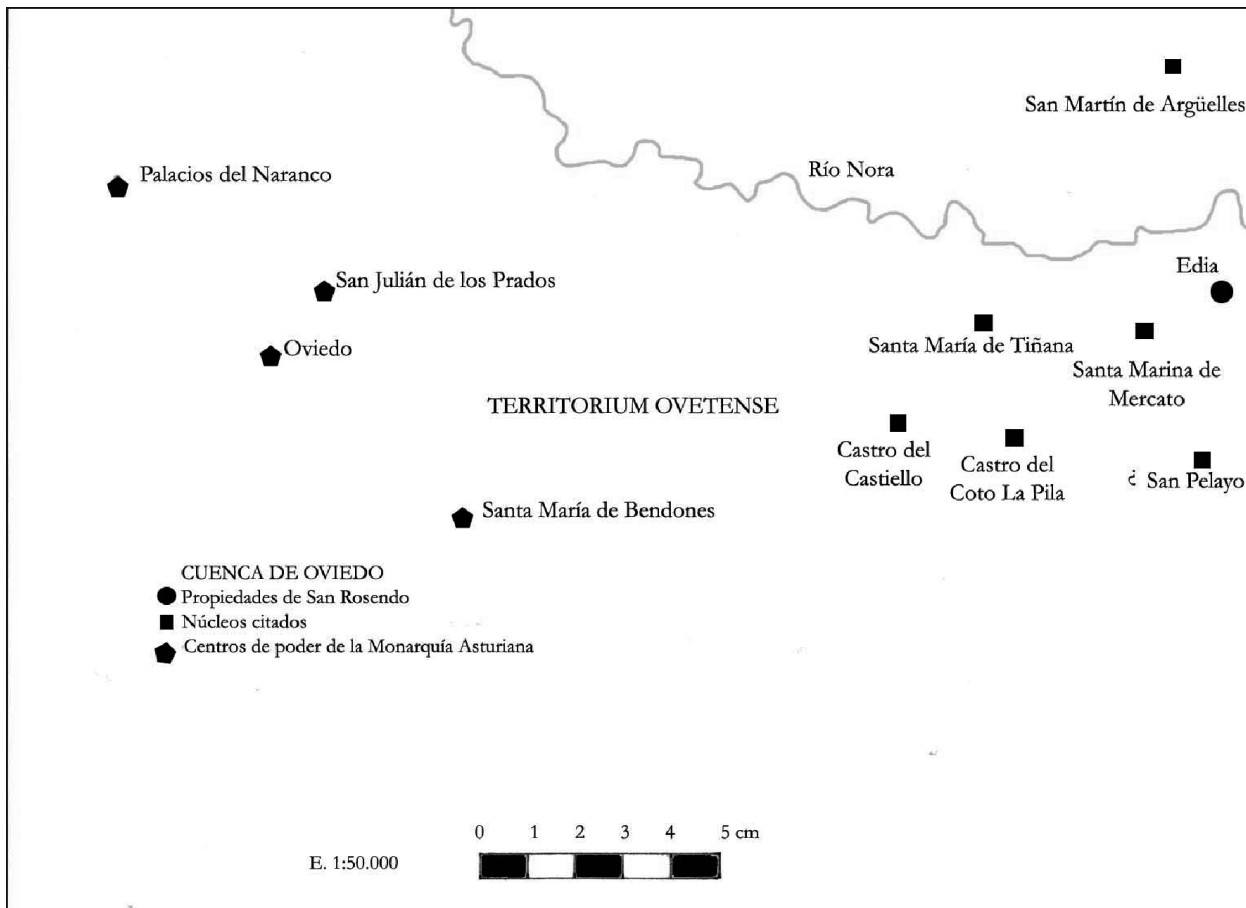 San Martín de Argüelles
Río Nora
Palacios del Naranco
Edia
San Julián de los Prados
Santa María de Tiñana
Oviedo
Santa Marina de
Mercato
TERRITORIUM OVETENSE
Castro del
Castiello
Castro del
Coto La Pila
¿ San Pelayo
Santa María de Bendones
CUENCA DE OVIEDO
Propiedades de San Rosendo
Núcleos citados
Centros de poder de la Monarquía Asturiana
0 1 2 3 4 5 cm
E. 1:50.000